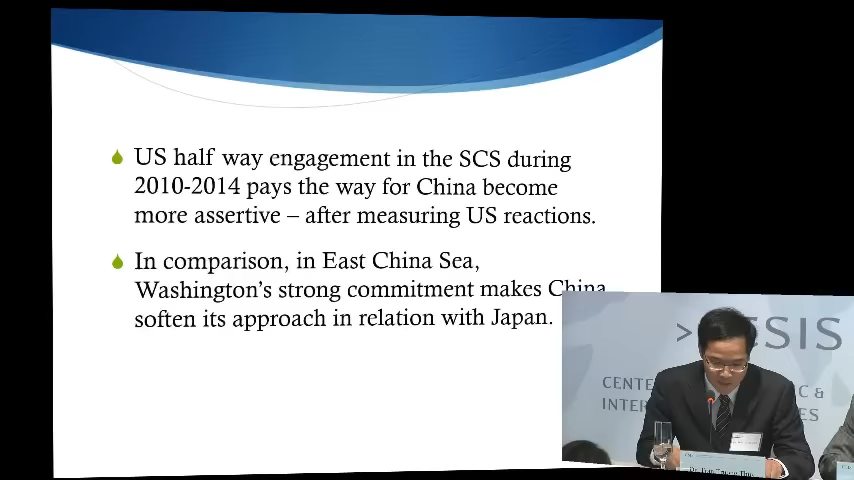 US half way engagement in the SCS during
2010-2014 pays the way for China become
more assertive – after measuring US reactions.
In comparison, in East China Sea,
Washington's strong commitment makes China
soften its approach in relation with Japan.
>CSIS
CENTE C &
INTER ES